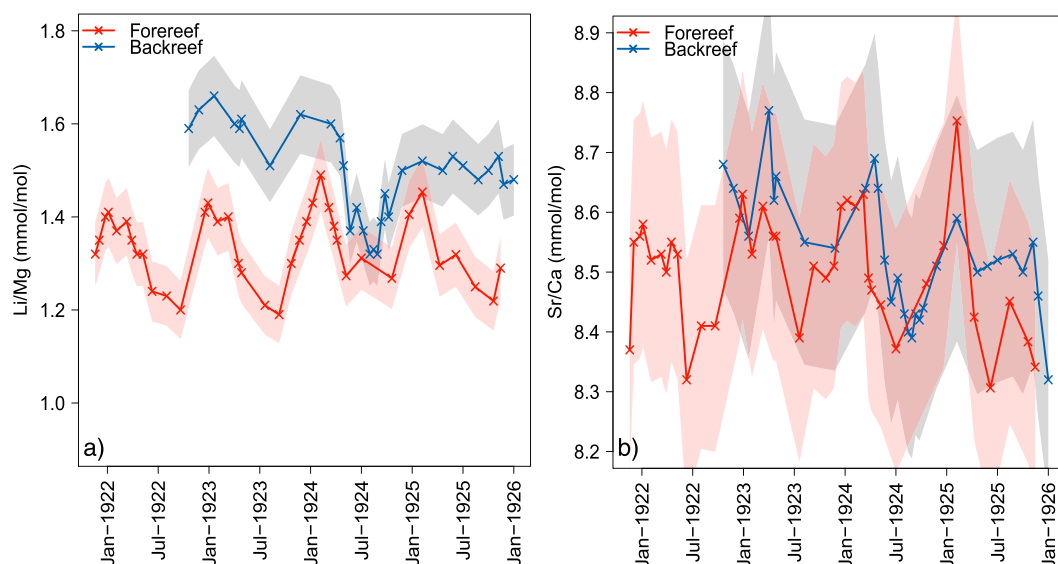 Forereef
Backreef
Li/Mg (mmol/mol)
1.8
1.6
1.4
1.2
1.0
a)
Jan−1922
Jul−1922
Jan−1923
Jul−1923
Jan−1924
Jul−1924
Jan−1925
Jul−1925
Jan−1926
Forereef
Backreef
Sr/Ca (mmol/mol)
8.9
8.8
8.7
8.6
8.5
8.4
8.3
8.2
b)
Jan−1922
Jul−1922
Jan−1923
Jul−1923
Jan−1924
Jul−1924
Jan−1925
Jul−1925
Jan−1926